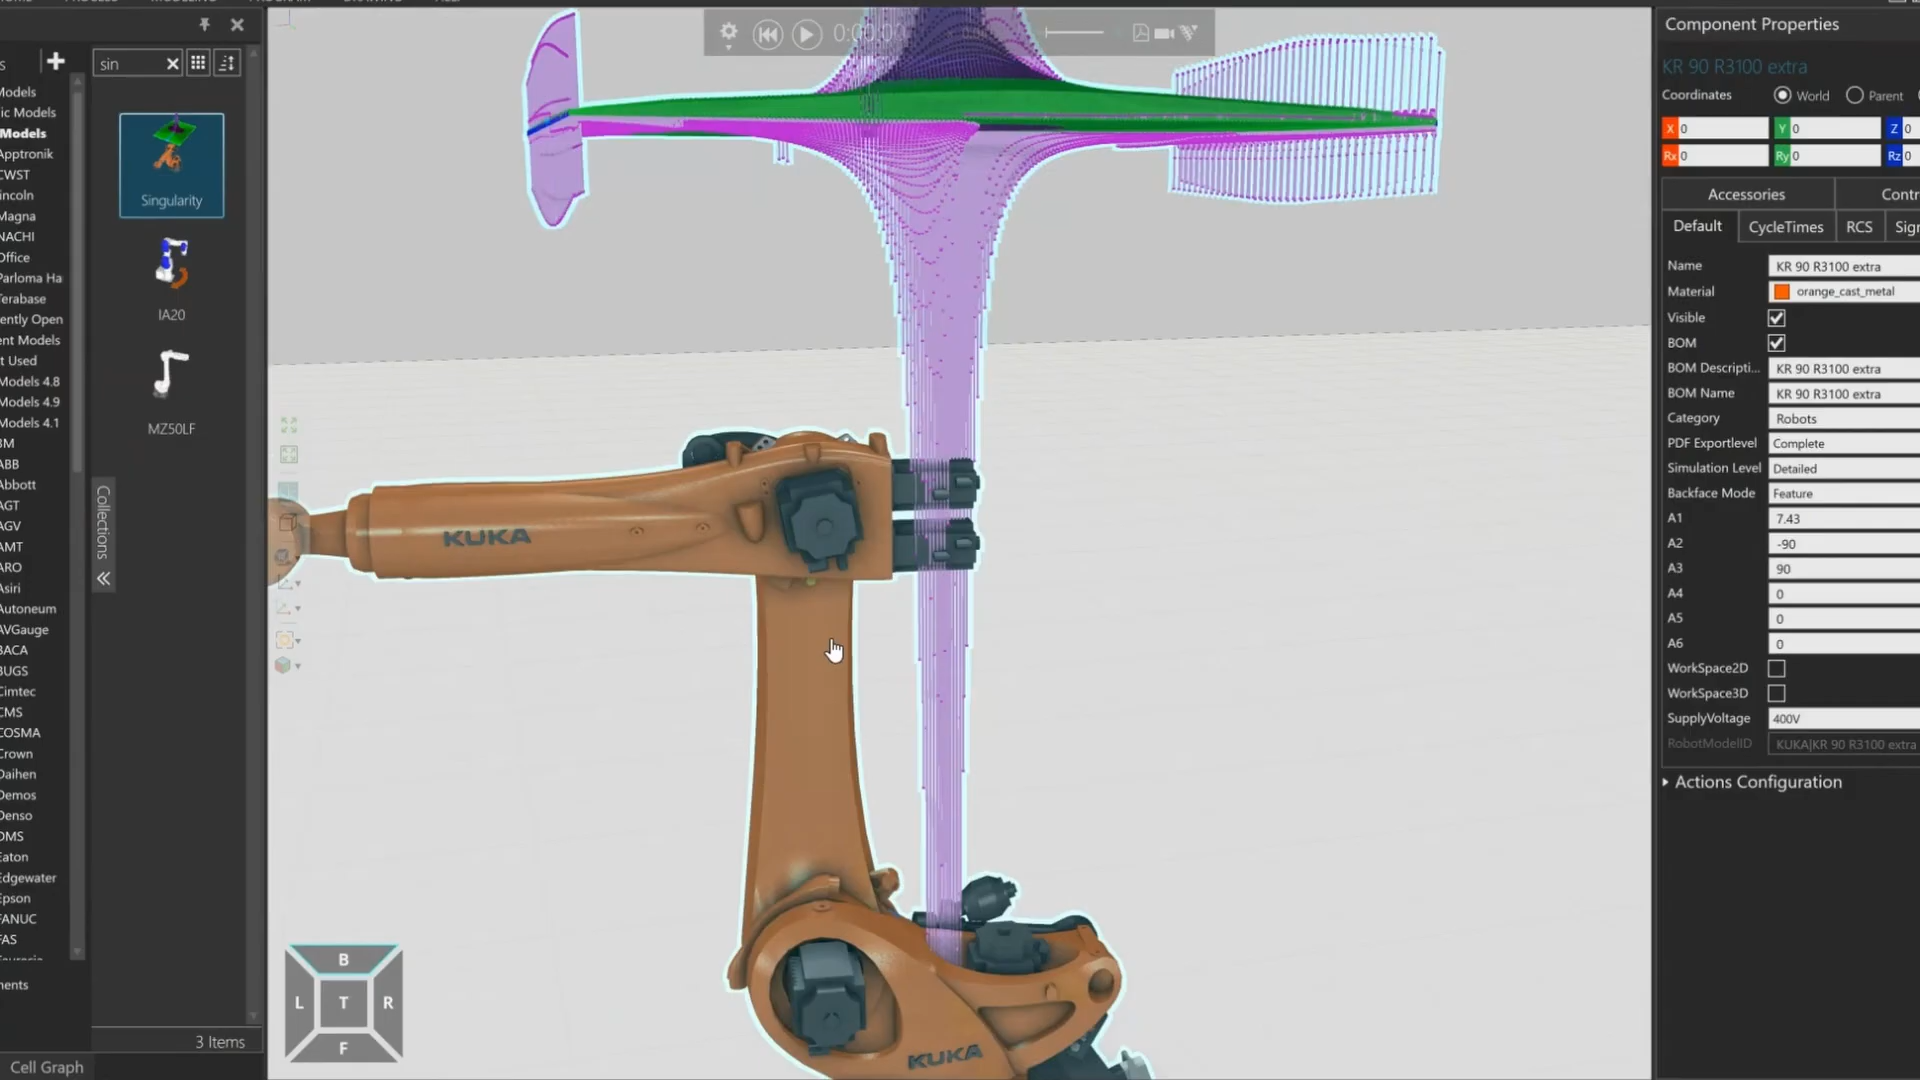 Component Properties
sin
0:00:00
KR 90 R3100 extra
Coordinates World Parent
X 0 Y 0 Z 0
Rx 0 Ry 0 Rz 0
Accessories
Default CycleTimes RCS
Name KR 90 R3100 extra
Material orange_cast_metal
Visible
BOM
BOM Descripti... KR 90 R3100 extra
BOM Name KR 90 R3100 extra
Category Robots
PDF Exportlevel Complete
Simulation Level Detailed
Backface Mode Feature
A1 7.43
A2 -90
A3 90
A4 0
A5 0
A6 0
WorkSpace2D
WorkSpace3D
SupplyVoltage 400V
RobotModelID KUKA|KR 90 R3100 extra
Actions Configuration
Models
ic Models
Models
Apptronik
CWST
incoln
Magna
NACHI
Office
Parloma Ha
Terabase
ently Open
ent Models
t Used
Models 4.8
Models 4.9
Models 4.1
BM
ABB
Abbott
AGT
AGV
AMT
ARO
Asiri
Autoneum
AVGauge
BACA
BUGS
Cimtec
CMS
COSMA
Crown
Daihen
Demos
Denso
DMS
Eaton
Edgewater
Epson
FANUC
FAS
nents
Cell Graph
Singularity
IA20
MZ50LF
3 Items
Collections
KUKA
KUKA
B
L T R
F